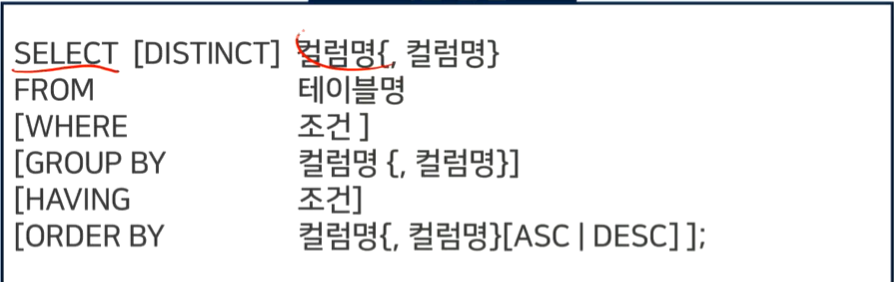 SELECT [DISTINCT] 컬럼명{, 컬럼명}
FROM 테이블명
[WHERE 조건 ]
[GROUP BY 컬럼명 {, 컬럼명}]
[HAVING 조건]
[ORDER BY 컬럼명{, 컬럼명}[ASC | DESC] ];